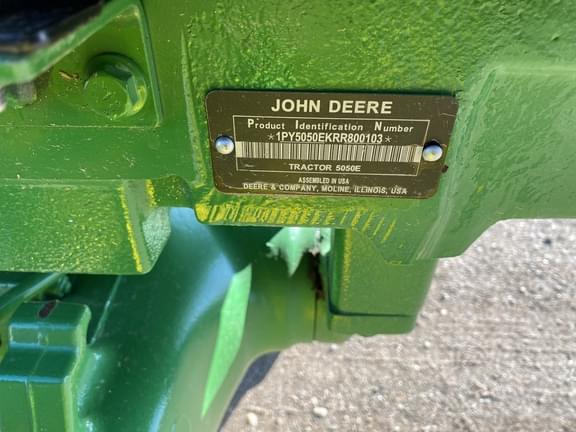 JOHN DEERE
Product Identification Number
*1PY5050EKRR800103*
TRACTOR 5050E
ASSEMBLED IN USA
DEERE & COMPANY, MOLINE, ILLINOIS, USA